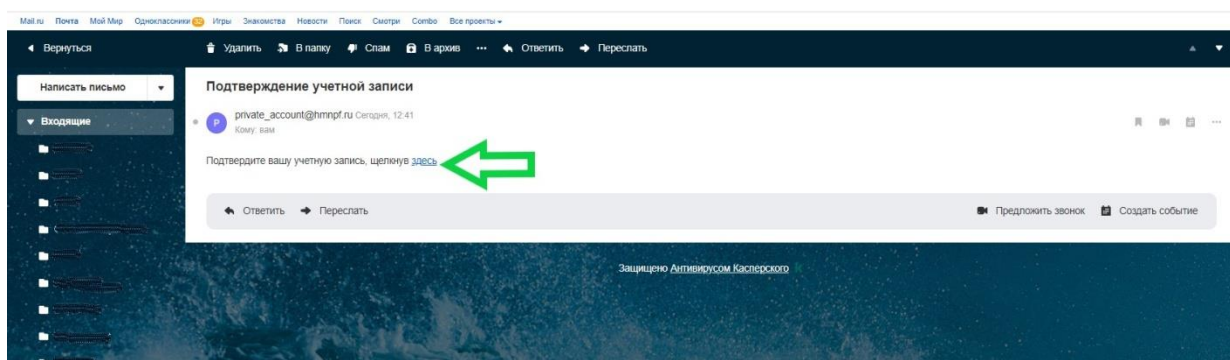 Mail.ru Почта Мой Мир Одноклассники 32 Игры Знакомства Новости Поиск Смотри Combo Все проекты
Вернуться Удалить В папку Спам В архив ... Ответить Переслать
Написать письмо
Подтверждение учетной записи
Входящие
P
private_account@hmnpf.ru Сегодня, 12:41
Кому: вам
Подтвердите вашу учетную запись, щелкнув здесь
Ответить Переслать Предложить звонок Создать событие
Защищено Антивирусом Касперского